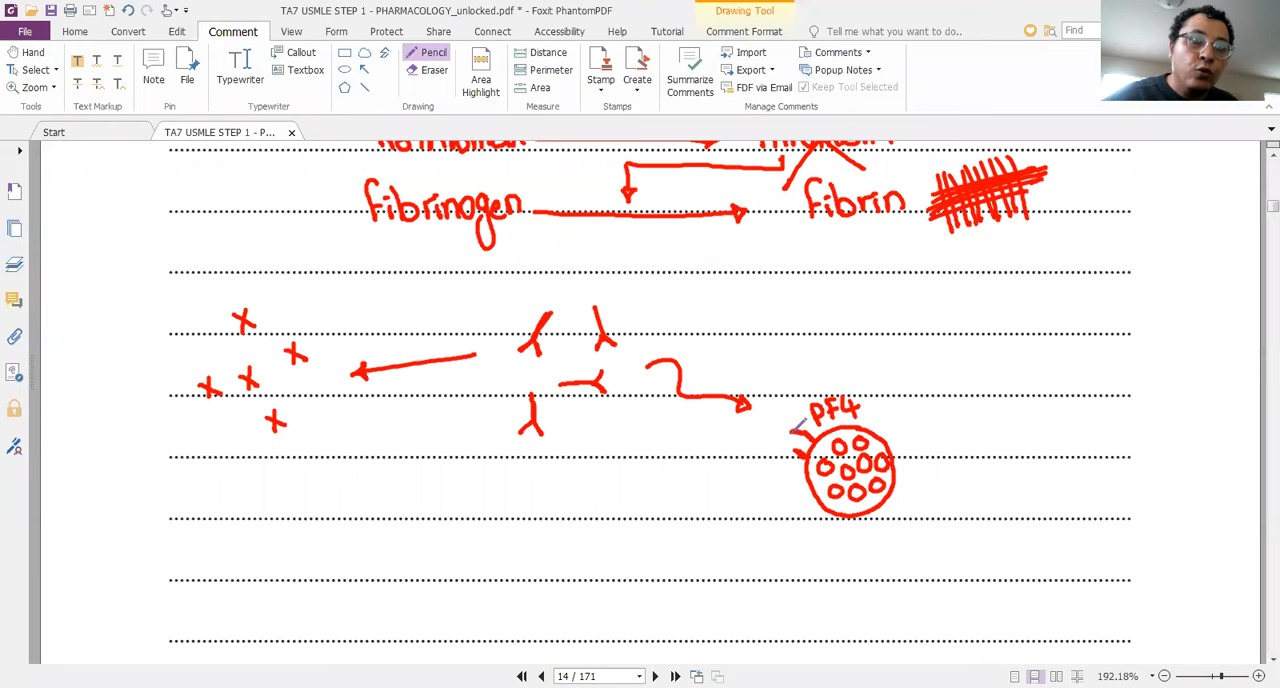 TA7 USMLE STEP 1 - PHARMACOLOGY_unlocked.pdf * - Foxit PhantomPDF
Drawing Tool
File Home Convert Edit Comment Form Protect Share Connect Accessibility Help Tutorial Comment Format Tell me what you want to do.. Find
Hand
Select
Zoom
Tools
T T T
T T T
Text Markup
Note
File
Pin
Typewriter
Callout
Textbox
Typewriter
Pencil
Eraser
Drawing
Area
Highlight
Distance
Perimeter
Area
Measure
Stamp
Create
Stamps
Summarize
Comments
Import
Export
FDF via Email
Comments
Popup Notes
Keep Tool Selected
Manage Comments
Start
TA7 USMLE STEP 1 - P...
fibrinogen fibrin
PF4
14 / 171
192.18%